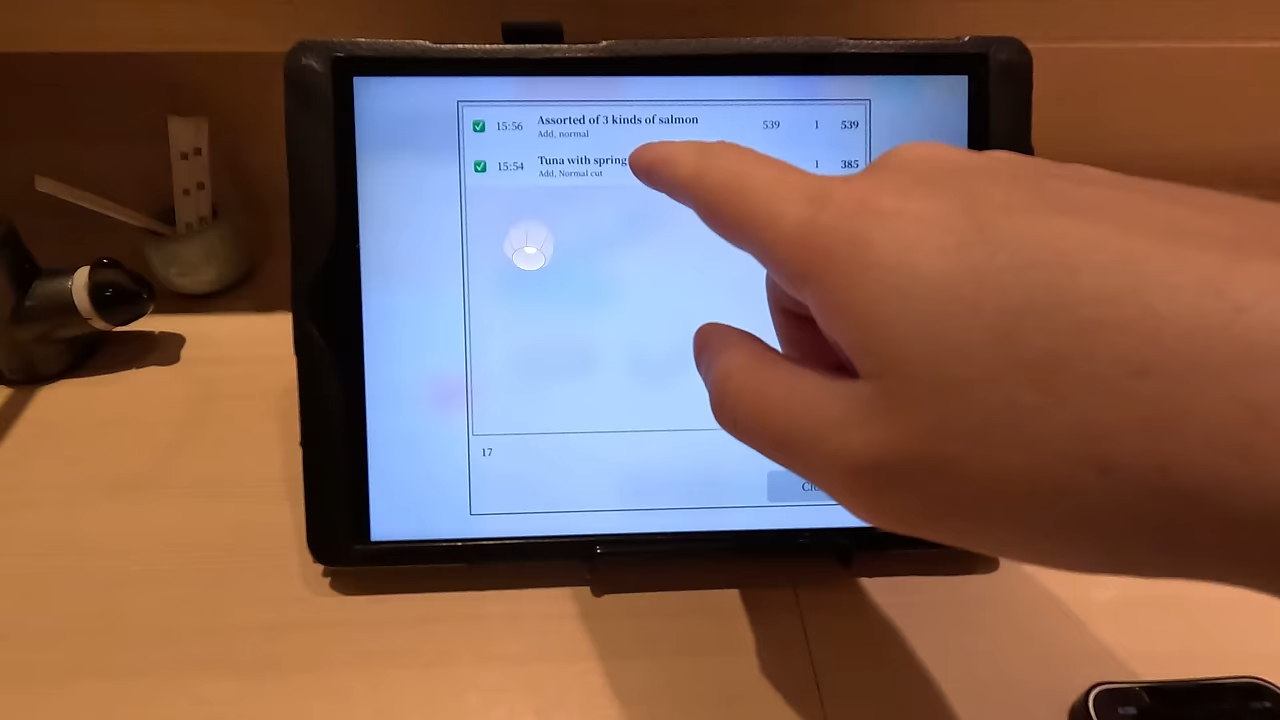 15:56 Assorted of 3 kinds of salmon 539 1 539
Add, normal
15:54 Tuna with spring 1 385
Add, Normal cut
17